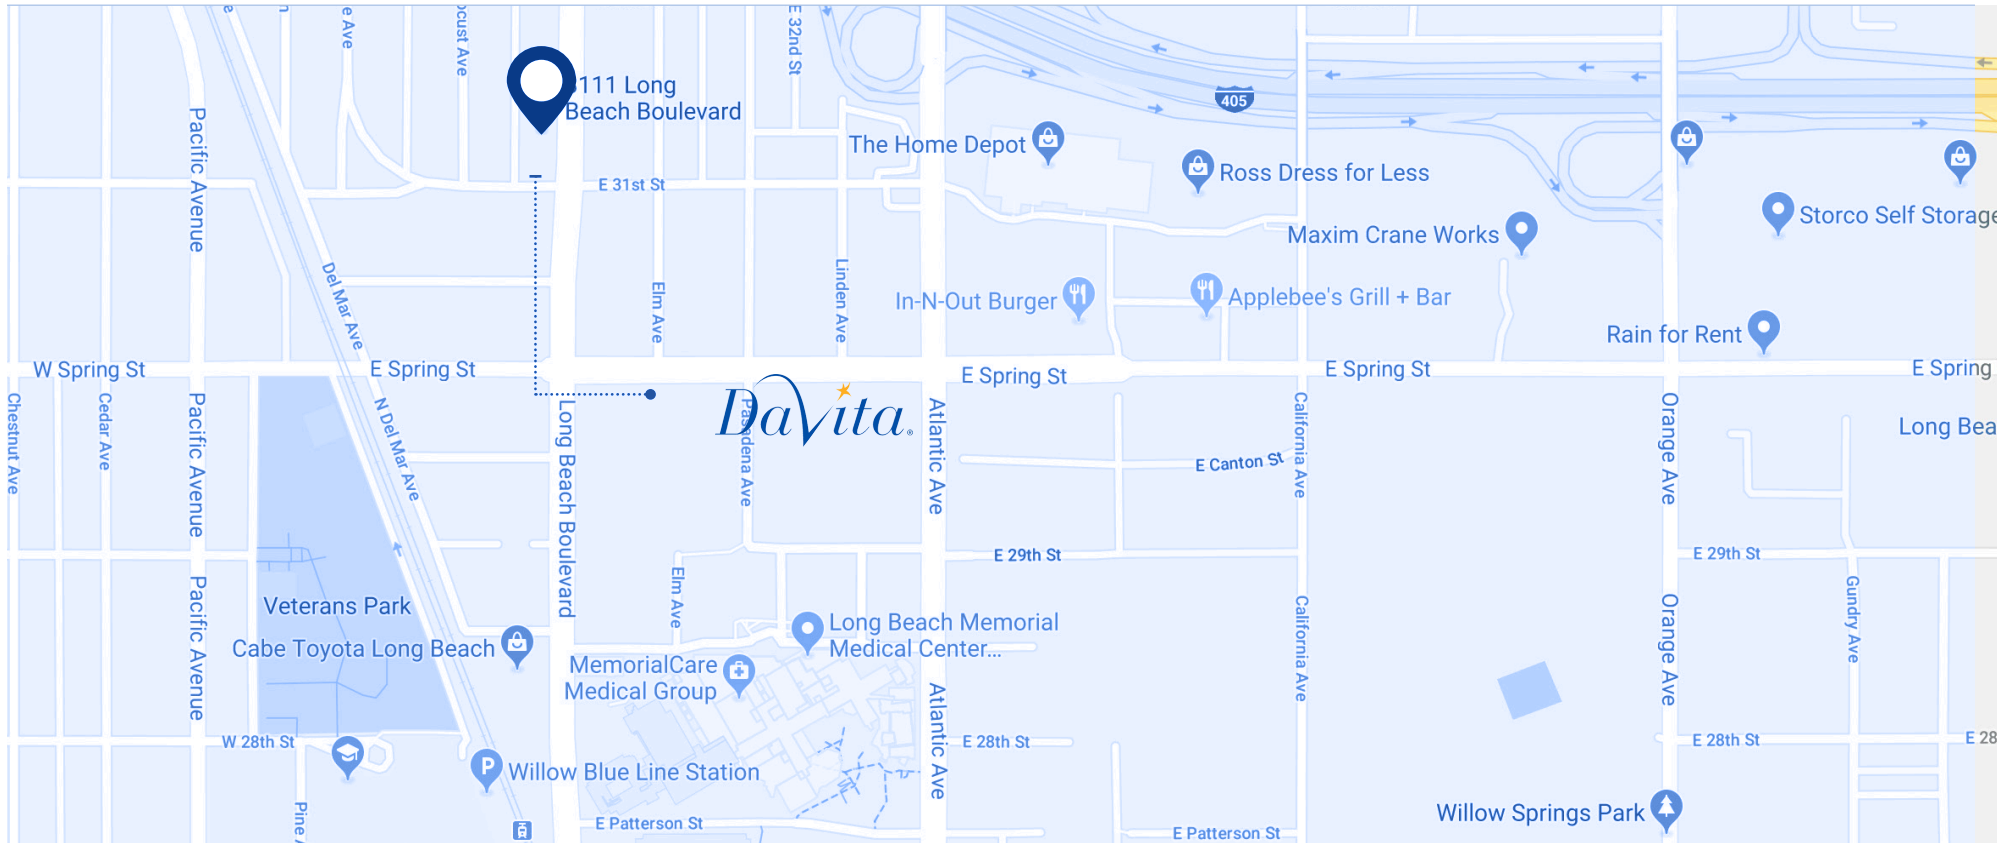 e
n
e Ave
ocust Ave
E 32nd St
111 Long
Beach Boulevard
405
The Home Depot
Ross Dress for Less
Pacific Avenue
E 31st St
Storco Self Storage
Maxim Crane Works
Del Mar Ave
Elm Ave
Linden Ave
In-N-Out Burger
Applebee's Grill + Bar
Rain for Rent
W Spring St
E Spring St
E Spring St
E Spring St
E Spring
Chestnut Ave
Cedar Ave
Pacific Avenue
N Del Mar Ave
Long Beach Boulevard
DaVita®
Pasadena Ave
Atlantic Ave
California Ave
Orange Ave
Long Bea
E Canton St
E 29th St
E 29th St
Pacific Avenue
Veterans Park
Elm Ave
California Ave
Orange Ave
Gundry Ave
Cabe Toyota Long Beach
Long Beach Memorial
Medical Center...
MemorialCare
Medical Group
Atlantic Ave
W 28th St
E 28th St
E 28th St
E 28
P
Willow Blue Line Station
Pine A
E Patterson St
E Patterson St
Willow Springs Park